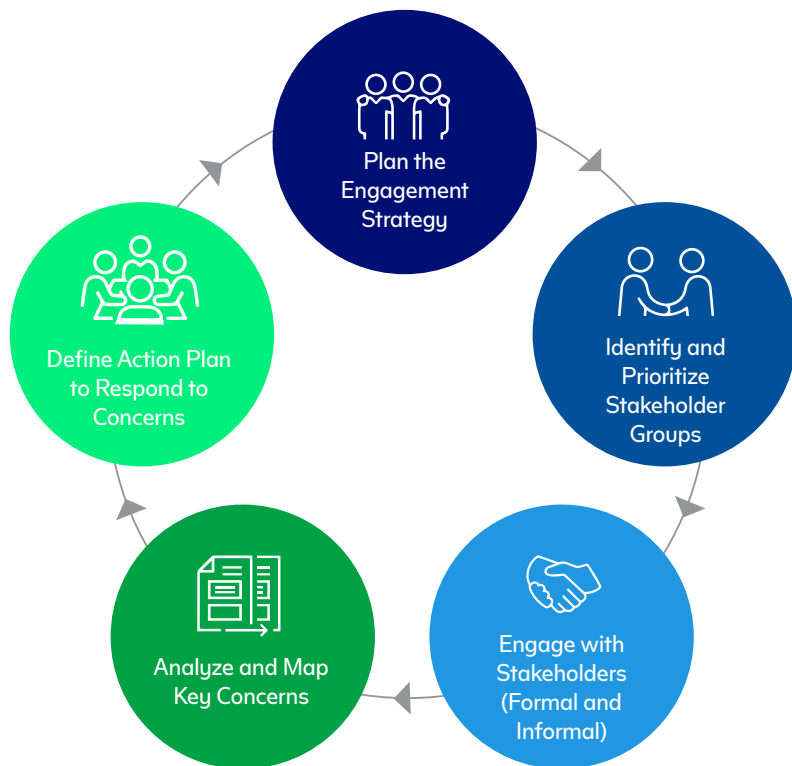 Plan the
Engagement
Strategy
Identify and
Prioritize
Stakeholder
Groups
Engage with
Stakeholders
(Formal and
Informal)
Analyze and Map
Key Concerns
Define Action Plan
to Respond to
Concerns